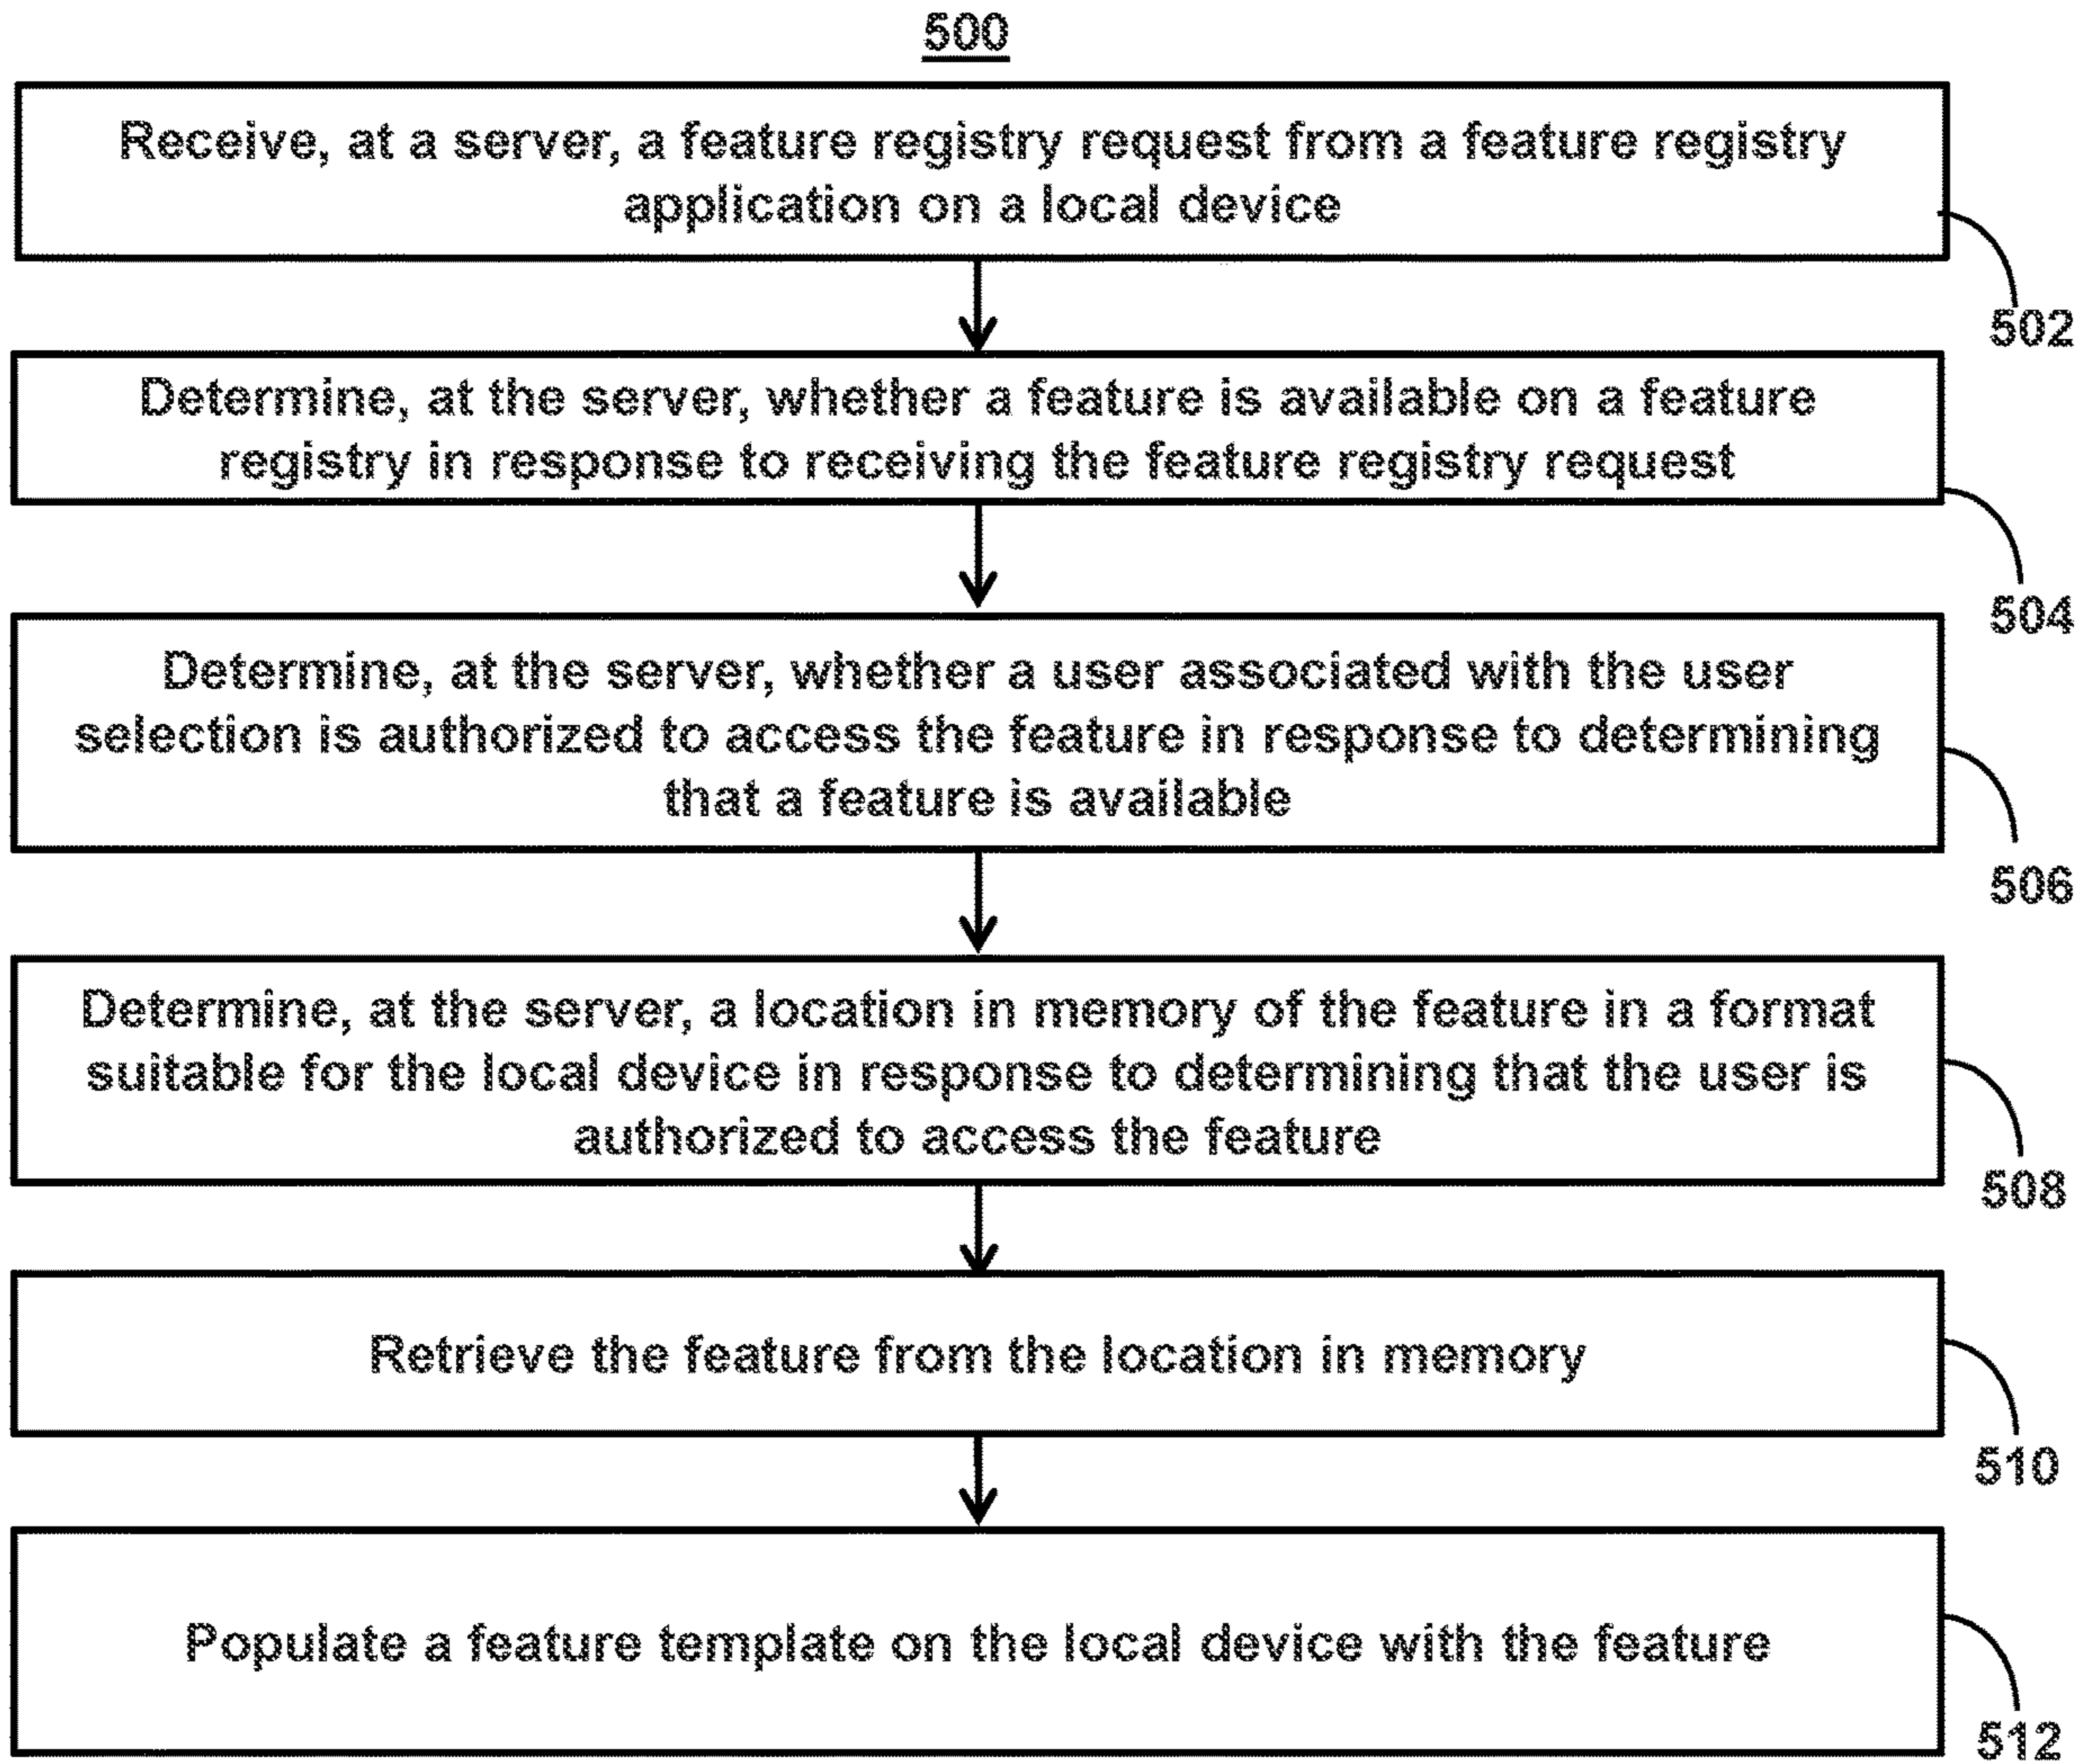 500
Receive, at a server, a feature registry request from a feature registry
application on a local device
502
Determine, at the server, whether a feature is available on a feature
registry in response to receiving the feature registry request
504
Determine, at the server, whether a user associated with the user
selection is authorized to access the feature in response to determining
that a feature is available
506
Determine, at the server, a location in memory of the feature in a format
suitable for the local device in response to determining that the user is
authorized to access the feature
508
Retrieve the feature from the location in memory
510
Populate a feature template on the local device with the feature
512